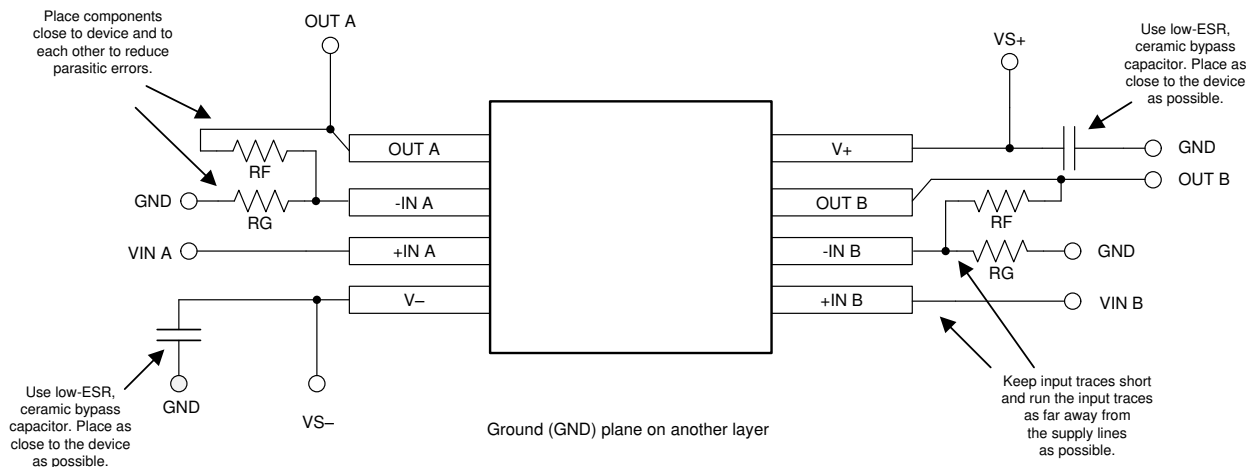 Place components
close to device and to
each other to reduce
parasitic errors.
OUT A
VS+
Use low-ESR,
ceramic bypass
capacitor. Place as
close to the device
as possible.
OUT A
RF
V+
GND
OUT B
GND
RG
-IN A
OUT B
RF
VIN A
+IN A
-IN B
RG
GND
V–
+IN B
VIN B
Use low-ESR,
ceramic bypass
capacitor. Place as
close to the device
as possible.
GND
VS–
Ground (GND) plane on another layer
Keep input traces short
and run the input traces
as far away from
the supply lines
as possible.